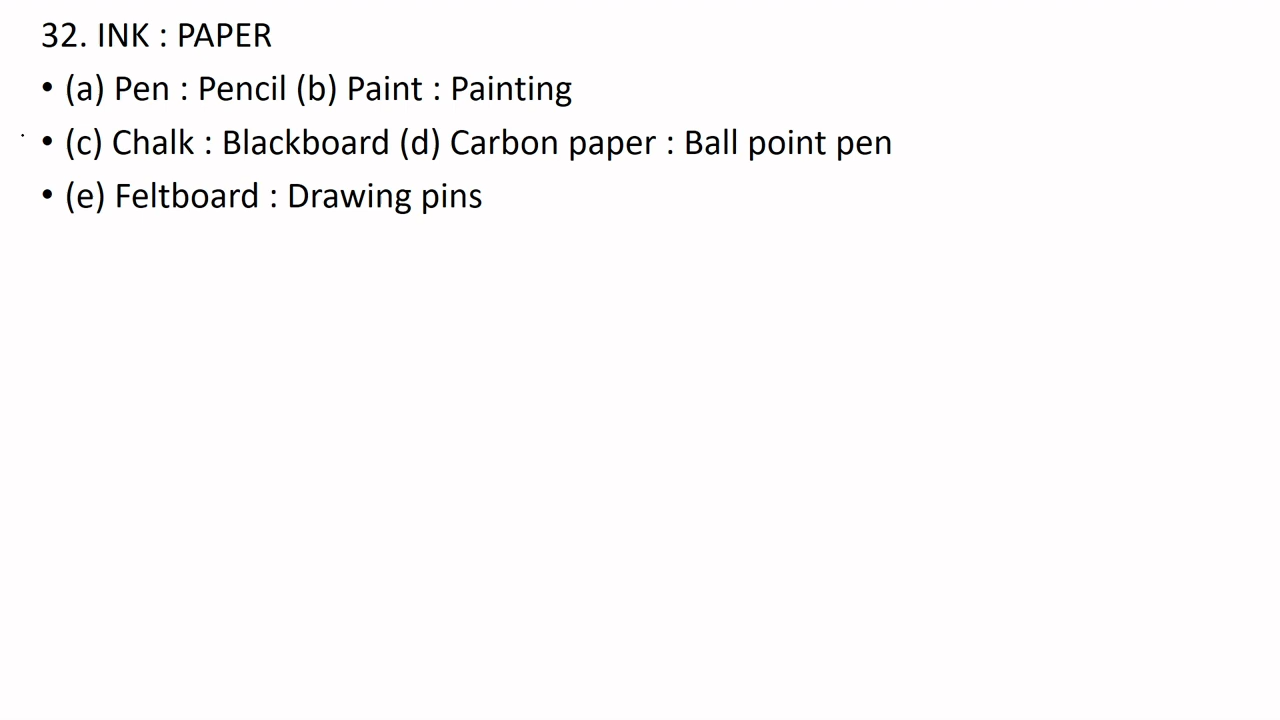 32. INK : PAPER
• (a) Pen : Pencil (b) Paint : Painting
• (c) Chalk : Blackboard (d) Carbon paper : Ball point pen
• (e) Feltboard : Drawing pins